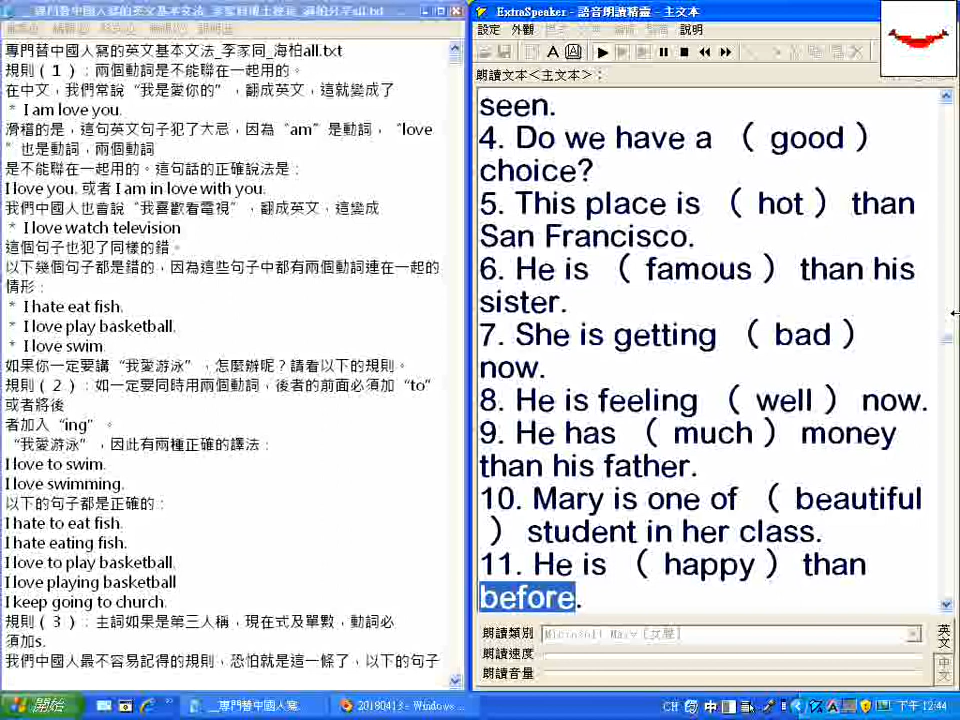 ExtraSpeaker - 語音朗讀精靈 - 主文本
設定 外觀 說明
朗讀文本<主文本>:
專門替中國人寫的英文基本文法_李家同_海柏all.txt
規則(1):兩個動詞是不能聯在一起用的。
在中文,我們常說“我是愛你的”,翻成英文,這就變成了
* I am love you.
滑稽的是,這句英文句子犯了大忌,因為“am”是動詞,“love
”也是動詞,兩個動詞
是不能聯在一起用的。這句話的正確說法是:
I love you. 或者 I am in love with you.
我們中國人也會說“我喜歡看電視”,翻成英文,這變成
* I love watch television
這個句子也犯了同樣的錯。
以下幾個句子都是錯的,因為這些句子中都有兩個動詞連在一起的
情形:
* I hate eat fish.
* I love play basketball.
* I love swim.
如果你一定要講“我愛游泳”,怎麼辦呢?請看以下的規則。
規則(2):如一定要同時用兩個動詞,後者的前面必須加“to”
或者將後
者加入“ing”。
“我愛游泳”,因此有兩種正確的譯法:
I love to swim.
I love swimming.
以下的句子都是正確的:
I hate to eat fish.
I hate eating fish.
I love to play basketball.
I love playing basketball
I keep going to church.
規則(3):主詞如果是第三人稱,現在式及單數,動詞必
須加s.
我們中國人最不容易記得的規則,恐怕就是這一條了,以下的句子
seen.
4. Do we have a ( good )
choice?
5. This place is ( hot ) than
San Francisco.
6. He is ( famous ) than his
sister.
7. She is getting ( bad )
now.
8. He is feeling ( well ) now.
9. He has ( much ) money
than his father.
10. Mary is one of ( beautiful
) student in her class.
11. He is ( happy ) than
before.
朗讀類別 Microsoft Mary [女聲]
朗讀速度
朗讀音量
英文
中文
開始 __專門替中國人寫... 20180413 - Windows ... CH 中 下午 12:44